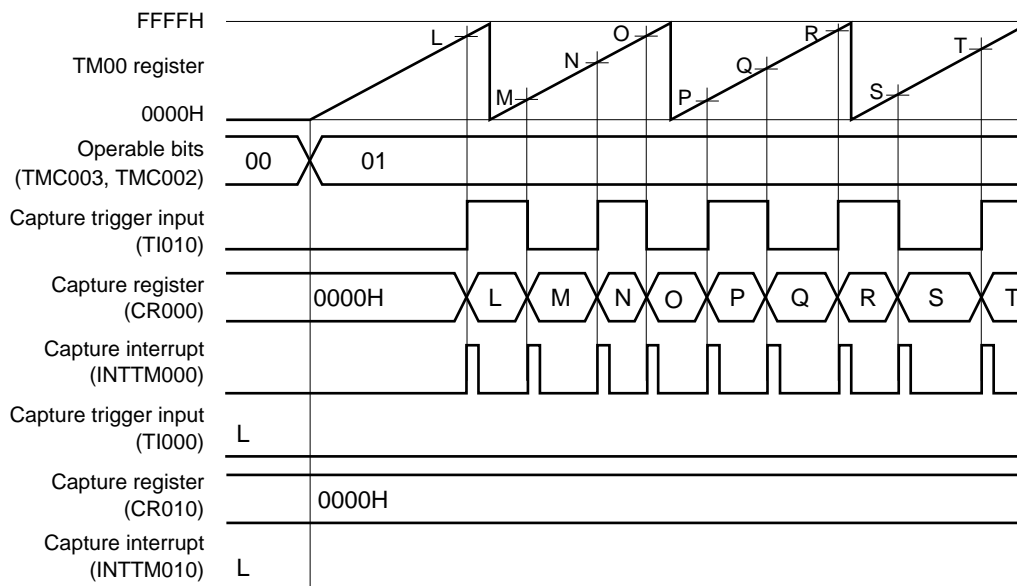 FFFFH
TM00 register
0000H
L M N O P Q R S T
Operable bits
(TMC003, TMC002)
00 01
Capture trigger input
(TI010)
Capture register
(CR000)
0000H L M N O P Q R S T
Capture interrupt
(INTTM000)
Capture trigger input
(TI000)
L
Capture register
(CR010)
0000H
Capture interrupt
(INTTM010)
L